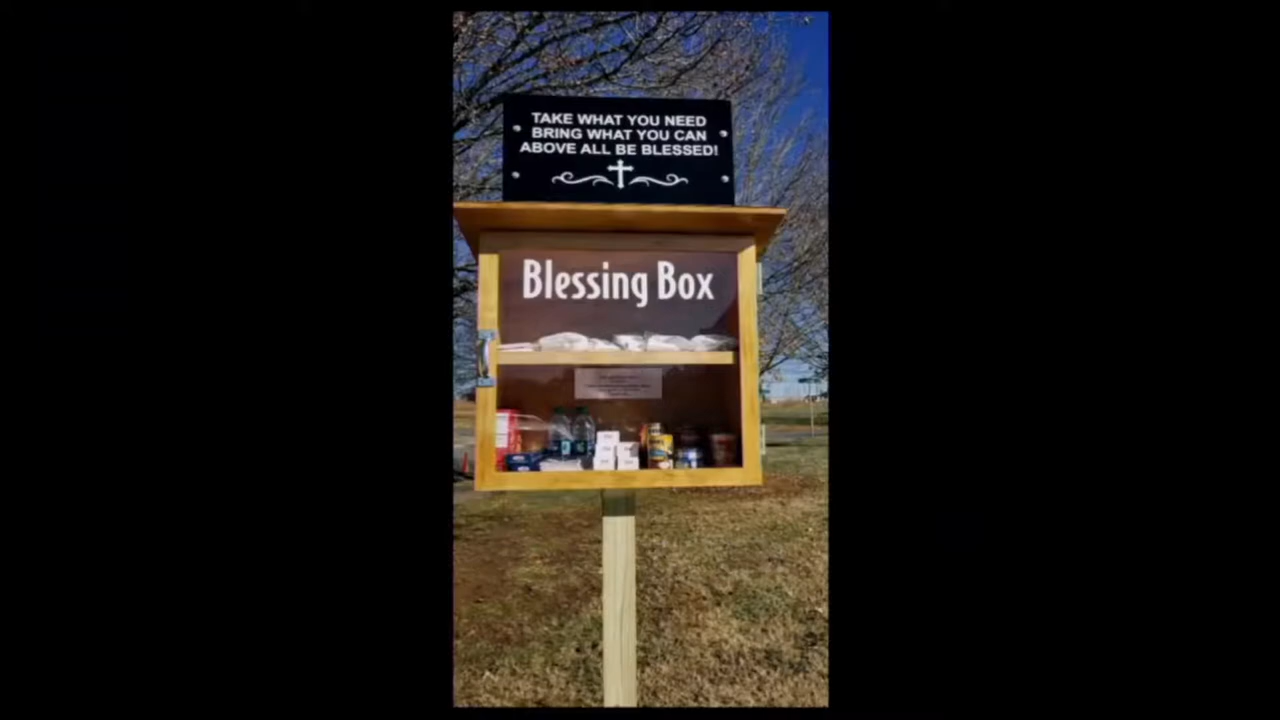 TAKE WHAT YOU NEED
BRING WHAT YOU CAN
ABOVE ALL BE BLESSED!
Blessing Box